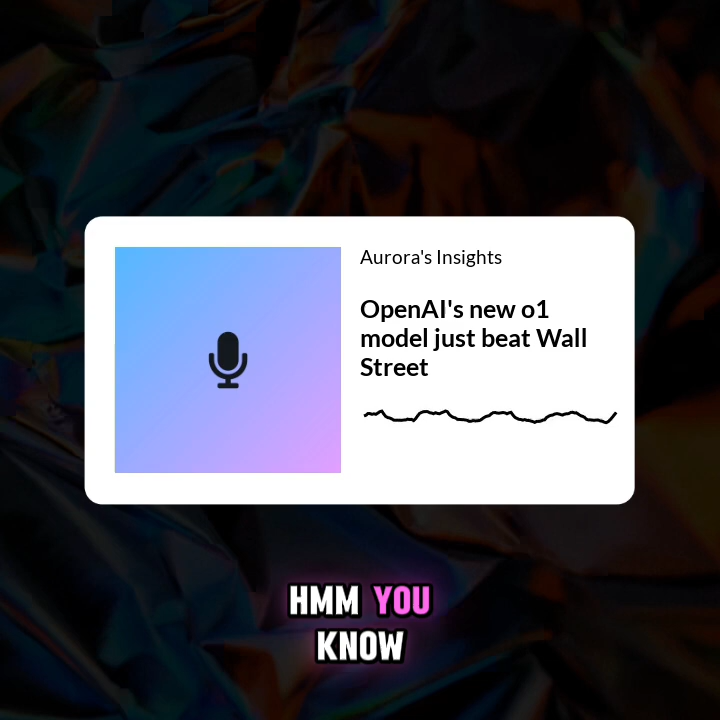 Aurora's Insights
OpenAI's new o1
model just beat Wall
Street
HMM YOU
KNOW